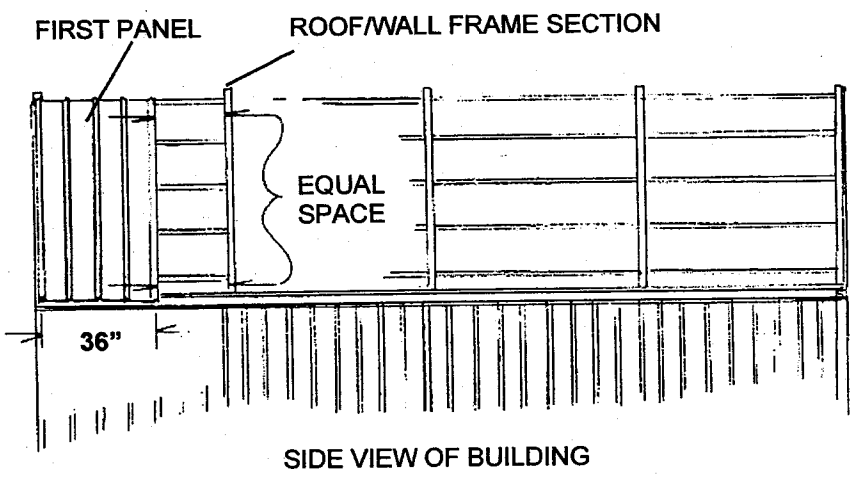 FIRST PANEL
ROOF/WALL FRAME SECTION
EQUAL
SPACE
36”
SIDE VIEW OF BUILDING